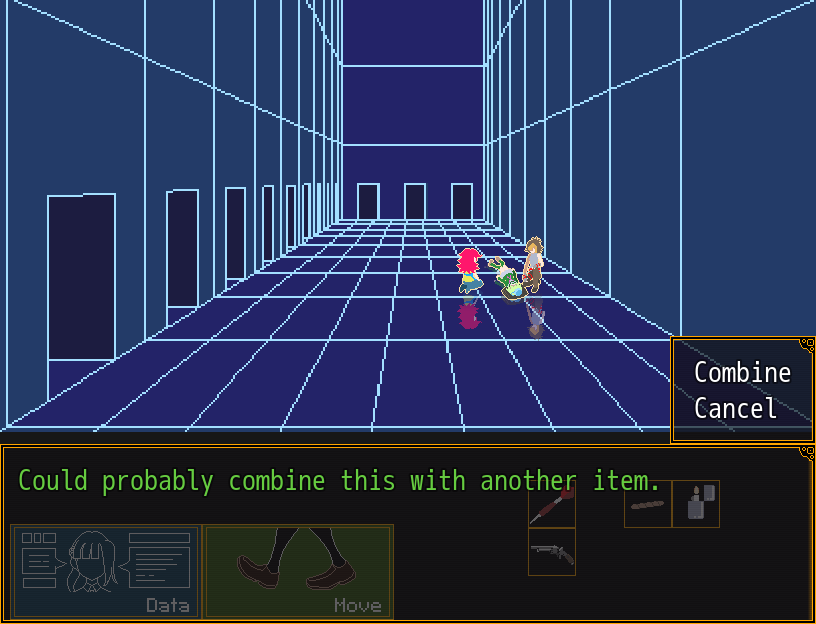 Combine
Cancel
Could probably combine this with another item.
Data
Move